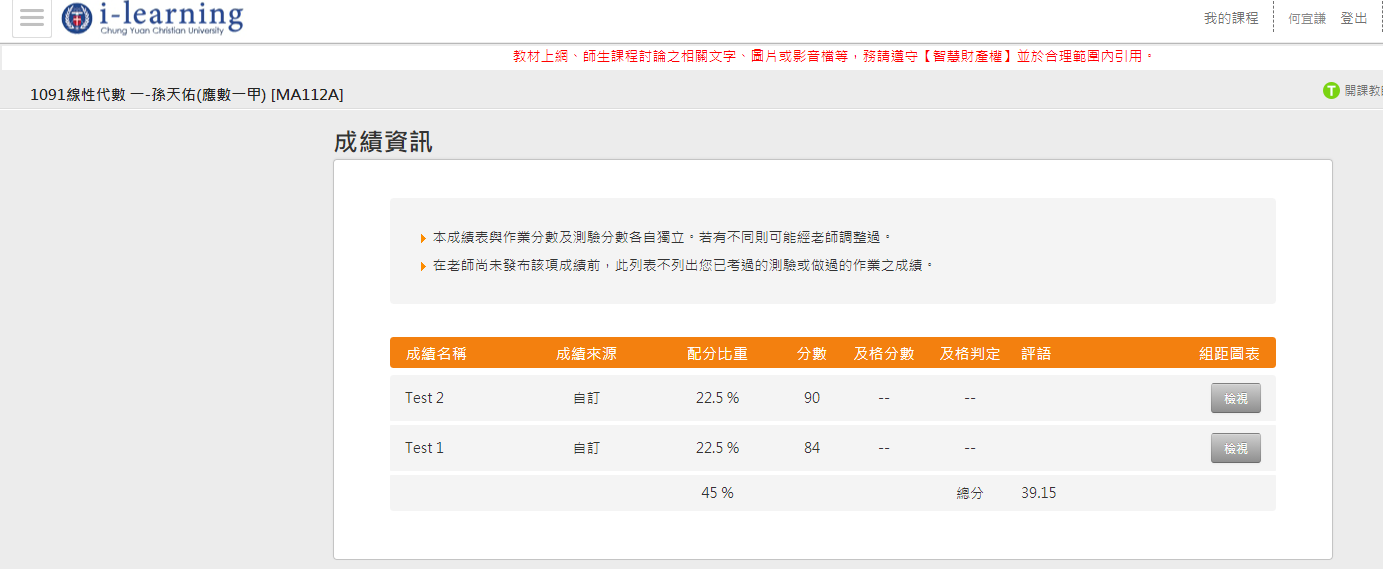 i-learning
Chung Yuan Christian University
我的課程 何宜謙 登出
教材上網、師生課程討論之相關文字、圖片或影音檔等，務請遵守【智慧財產權】並於合理範圍內引用。
1091線性代數 一-孫天佑(應數一甲) [MA112A]
T 開課教
成績資訊
本成績表與作業分數及測驗分數各自獨立。若有不同則可能經老師調整過。
在老師尚未發布該項成績前，此列表不列出您已考過的測驗或做過的作業之成績。
成績名稱 成績來源 配分比重 分數 及格分數 及格判定 評語 組距圖表
Test 2 自訂 22.5 % 90 -- -- 檢視
Test 1 自訂 22.5 % 84 -- -- 檢視
45 % 總分 39.15